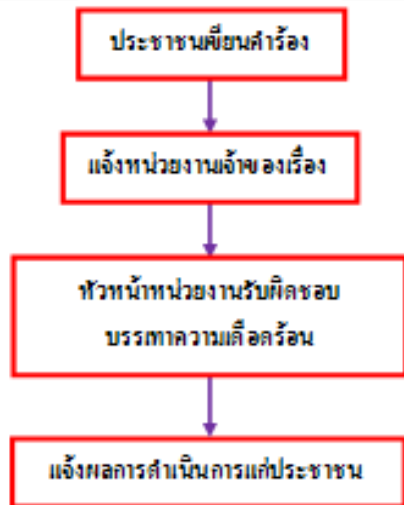 ประชาชนเขียนคำร้อง
แจ้งหน่วยงานเจ้าของเรื่อง
หัวหน้าหน่วยงานรับผิดชอบ
บรรเทาความเดือดร้อน
แจ้งผลการดำเนินการแก่ประชาชน